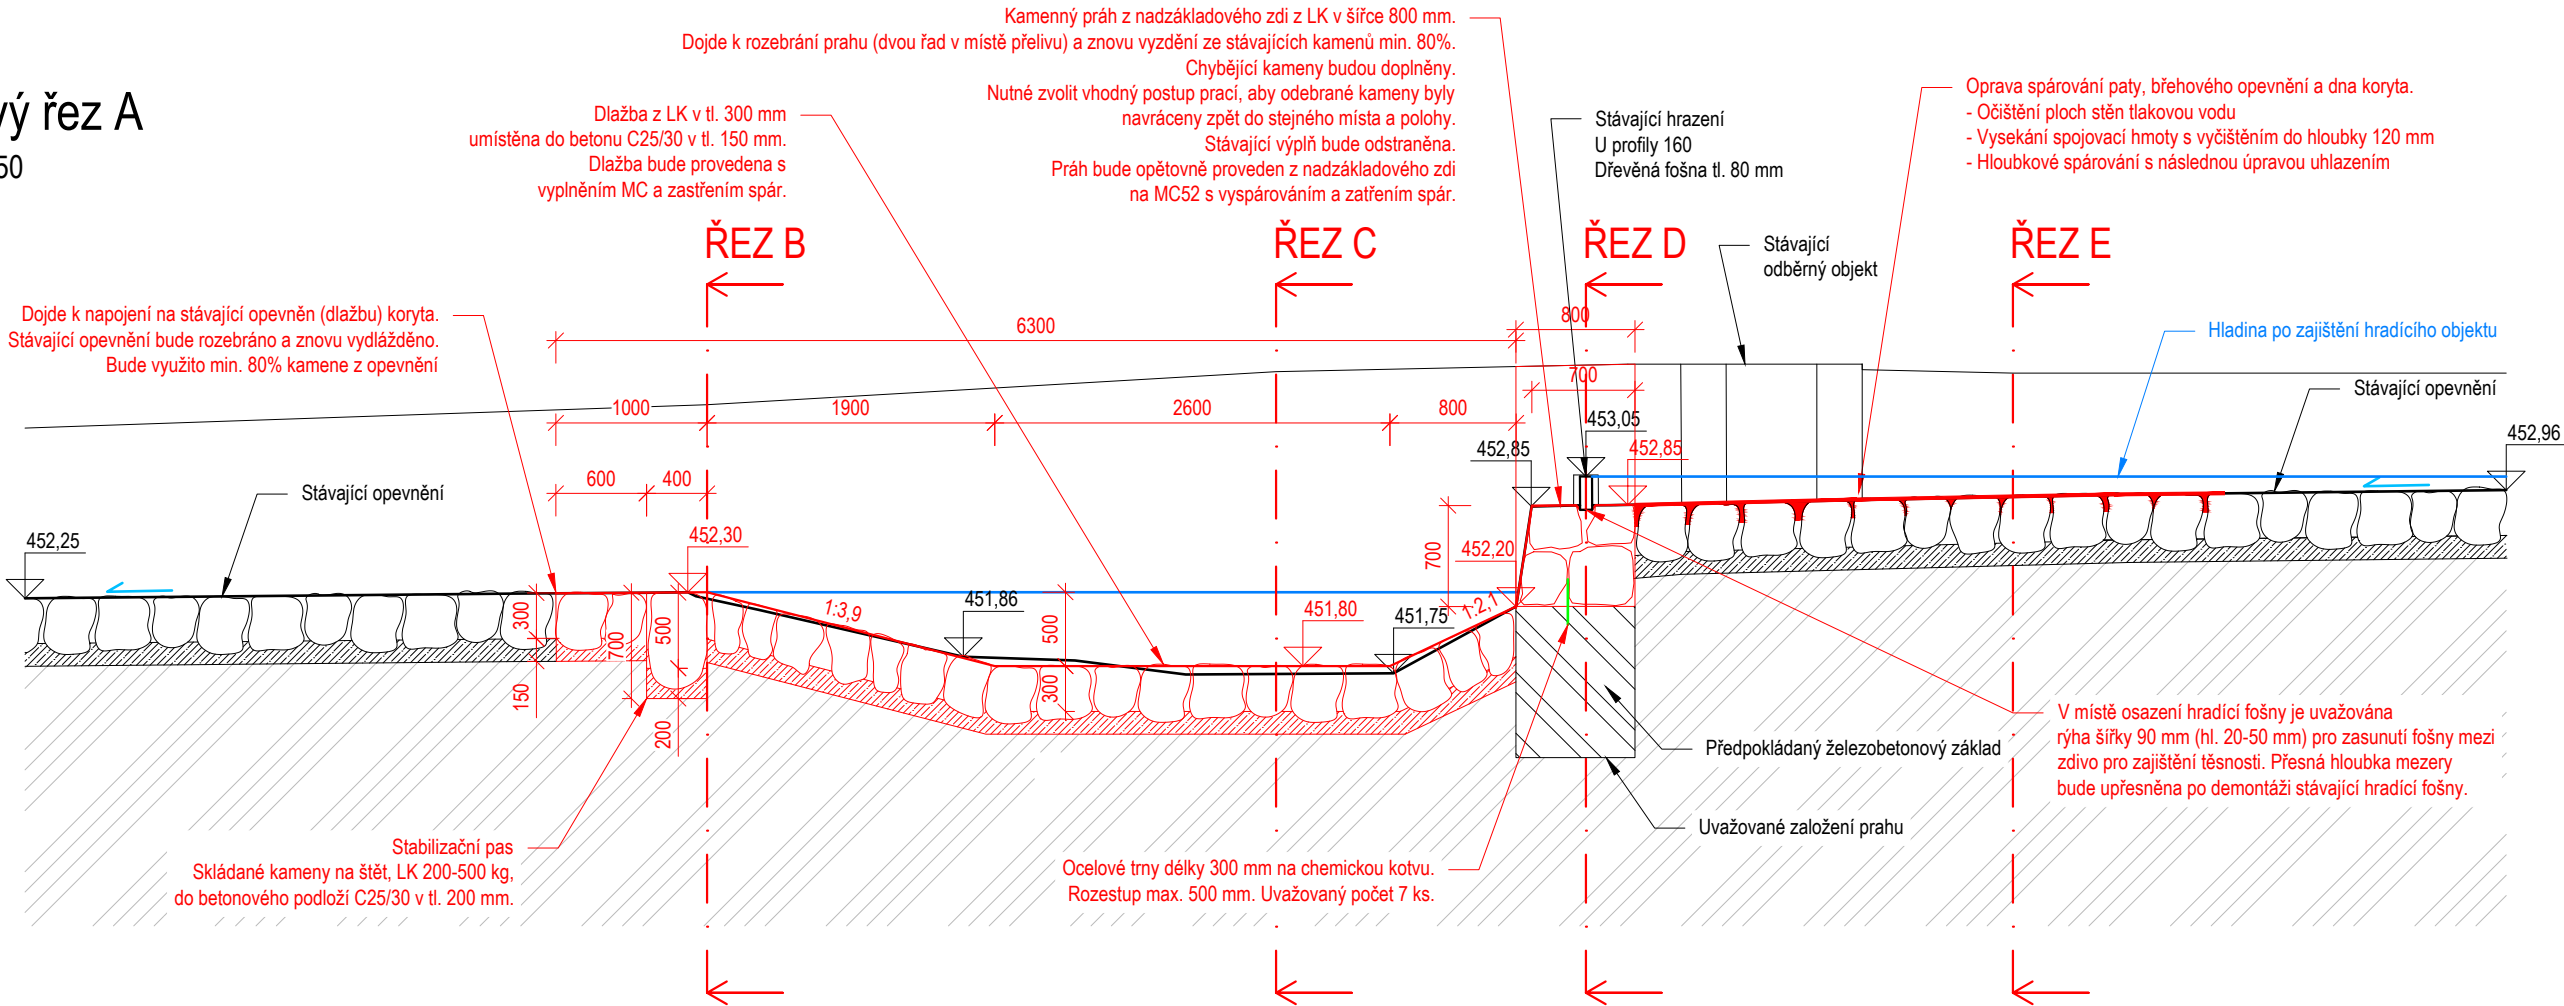 vý řez A
50
Kamenný práh z nadzákladového zdi z LK v šířce 800 mm.
Dojde k rozebrání prahu (dvou řad v místě přelivu) a znovu vyzdění ze stávajících kamenů min. 80%.
Chybějící kameny budou doplněny.
Nutné zvolit vhodný postup prací, aby odebrané kameny byly
navráceny zpět do stejného místa a polohy.
Stávající výplň bude odstraněna.
Práh bude opětovně proveden z nadzákladového zdi
na MC52 s vyspárováním a zatřením spár.
Dlažba z LK v tl. 300 mm
umístěna do betonu C25/30 v tl. 150 mm.
Dlažba bude provedena s
vyplněním MC a zastřením spár.
Stávající hrazení
U profily 160
Dřevěná fošna tl. 80 mm
Oprava spárování paty, břehového opevnění a dna koryta.
- Očištění ploch stěn tlakovou vodu
- Vysekání spojovací hmoty s vyčištěním do hloubky 120 mm
- Hloubkové spárování s následnou úpravou uhlazením
ŘEZ B
ŘEZ C
ŘEZ D
ŘEZ E
Stávající
odběrný objekt
Dojde k napojení na stávající opevněn (dlažbu) koryta.
Stávající opevnění bude rozebráno a znovu vydlážděno.
Bude využito min. 80% kamene z opevnění
6300
800
Hladina po zajištění hradícího objektu
700
Stávající opevnění
1000
1900
2600
800
453,05
452,85
452,85
452,96
600
400
Stávající opevnění
452,25
452,30
700
452,20
300
700
500
1:3,9
451,86
500
451,80
451,75
1:2,1
150
200
300
V místě osazení hradící fošny je uvažována
rýha šířky 90 mm (hl. 20-50 mm) pro zasunutí fošny mezi
zdivo pro zajištění těsnosti. Přesná hloubka mezery
bude upřesněna po demontáži stávající hradící fošny.
Předpokládaný železobetonový základ
Uvažované založení prahu
Stabilizační pas
Skládané kameny na štět, LK 200-500 kg,
do betonového podloží C25/30 v tl. 200 mm.
Ocelové trny délky 300 mm na chemickou kotvu.
Rozestup max. 500 mm. Uvažovaný počet 7 ks.